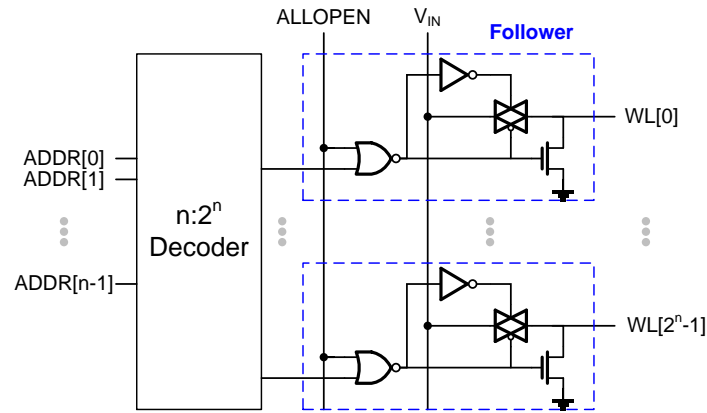 ALLOPEN
V_IN
Follower
WL[0]
ADDR[0]
ADDR[1]
n:2^n
Decoder
ADDR[n-1]
WL[2^n-1]